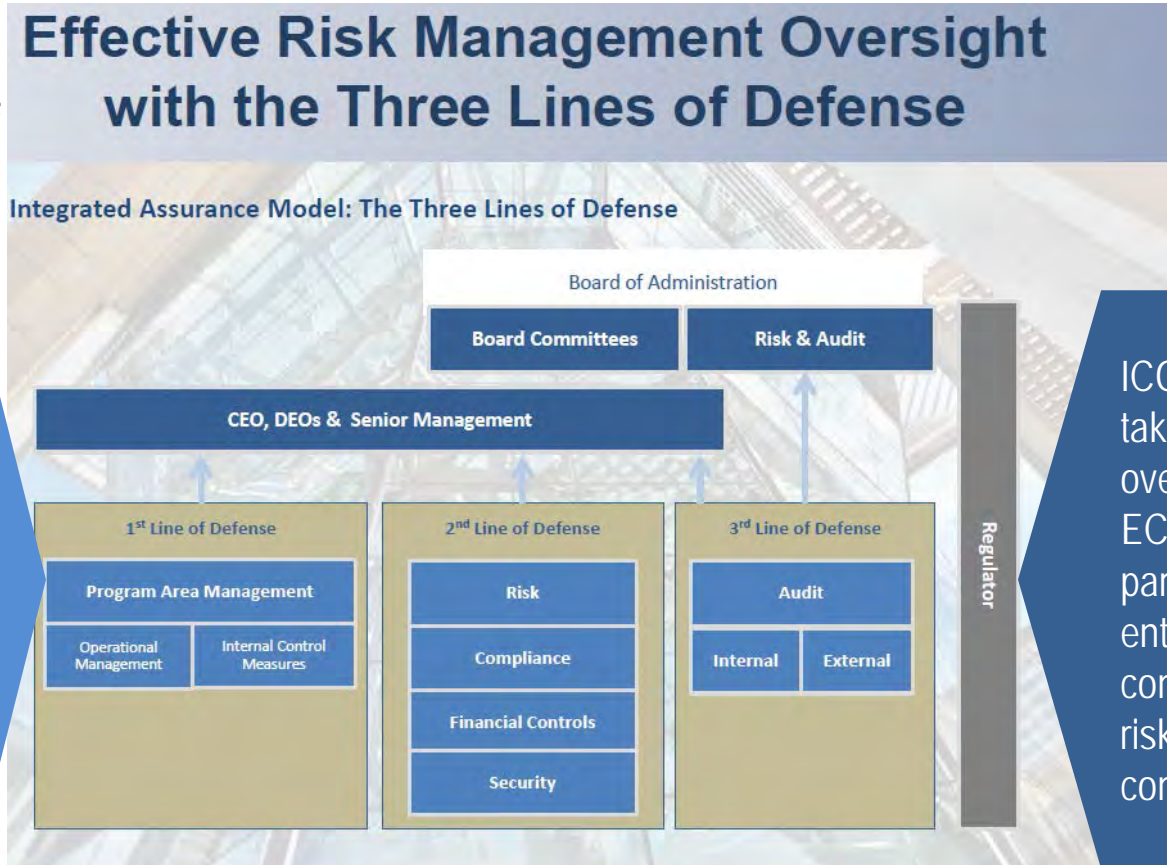 Effective Risk Management Oversight
with the Three Lines of Defense
Integrated Assurance Model: The Three Lines of Defense
Board of Administration
Board Committees
Risk & Audit
CEO, DEOs & Senior Management
1st Line of Defense
Program Area Management
Operational
Management
Internal Control
Measures
2nd Line of Defense
Risk
Compliance
Financial Controls
Security
3rd Line of Defense
Audit
Internal
External
Regulator